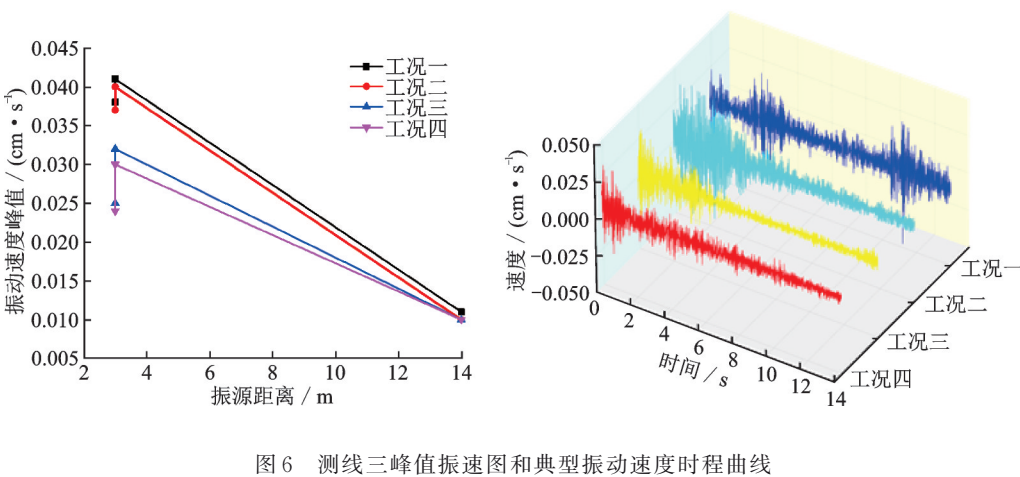 0.045
0.040
0.035
0.030
0.025
0.020
0.015
0.010
0.005
振动速度峰值 / (cm·s⁻¹)
2
4
6
8
10
12
14
振源距离 / m
工况一
工况二
工况三
工况四
0.050
0.025
0.000
−0.025
−0.050
速度 / (cm·s⁻¹)
0
2
4
6
8
10
12
14
时间 / s
工况一
工况二
工况三
工况四
图 6 测线三峰值振速图和典型振动速度时程曲线